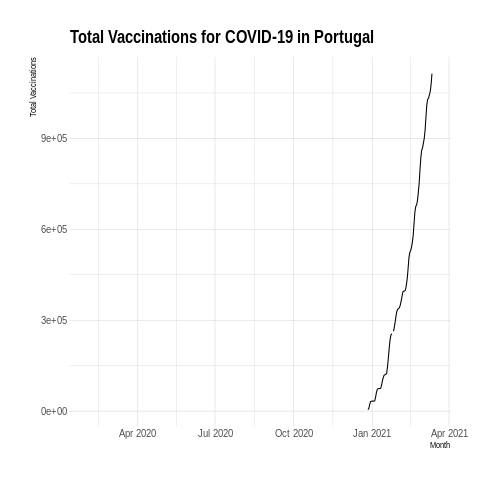 Total Vaccinations for COVID-19 in Portugal
Total Vaccinations
9e+05
6e+05
3e+05
0e+00
Apr 2020 Jul 2020 Oct 2020 Jan 2021 Apr 2021
Month